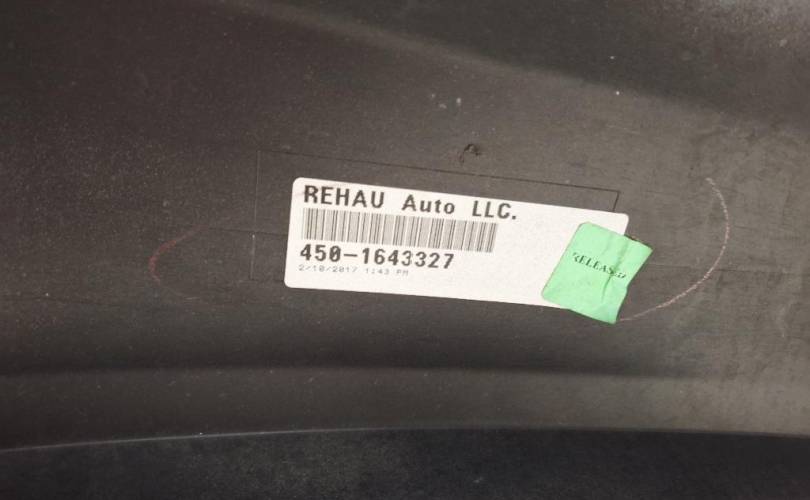 REHAU Auto LLC.
450-1643327
2/10/2017 1:43 PM
RELEASED